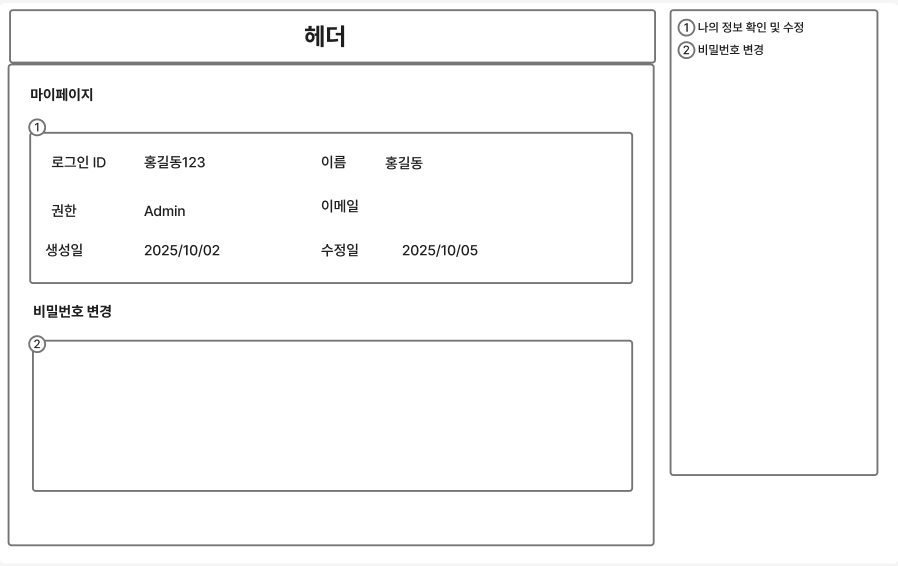 헤더
마이페이지
1
로그인 ID 홍길동123 이름 홍길동
권한 Admin 이메일
생성일 2025/10/02 수정일 2025/10/05
비밀번호 변경
2
1 나의 정보 확인 및 수정
2 비밀번호 변경